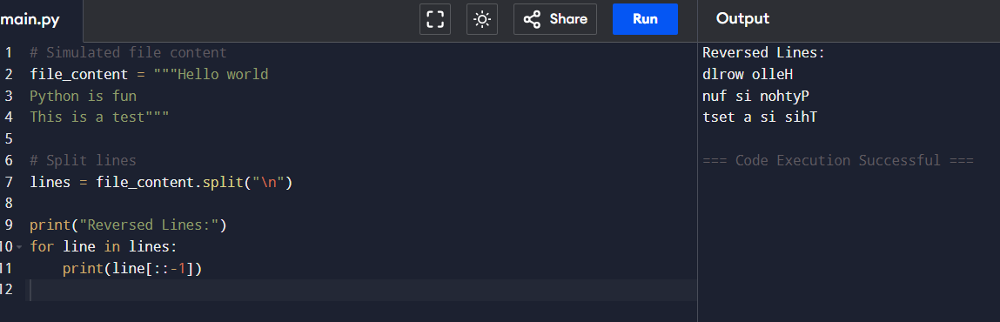 main.py
Share
Run
Output
1 # Simulated file content
2 file_content = """Hello world
3 Python is fun
4 This is a test"""
5
6 # Split lines
7 lines = file_content.split("\n")
8
9 print("Reversed Lines:")
10 for line in lines:
11     print(line[::-1])
12
Reversed Lines:
dlrow olleH
nuf si nohtyP
tset a si sihT
=== Code Execution Successful ===